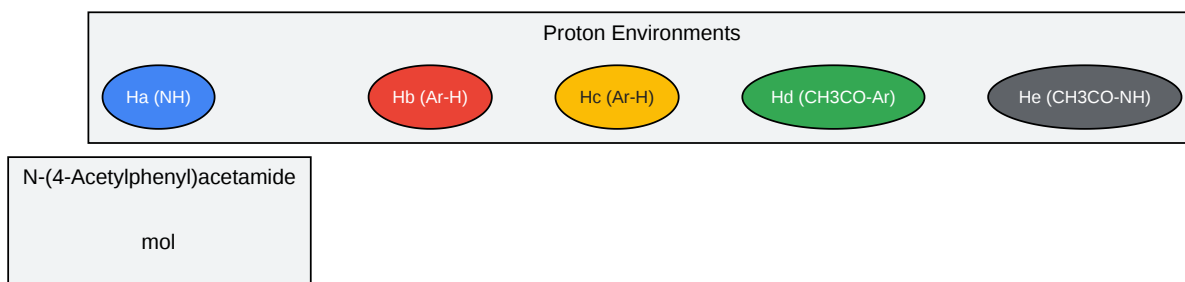 Proton Environments
Ha (NH)
Hb (Ar-H)
Hc (Ar-H)
Hd (CH3CO-Ar)
He (CH3CO-NH)
N-(4-Acetylphenyl)acetamide
mol